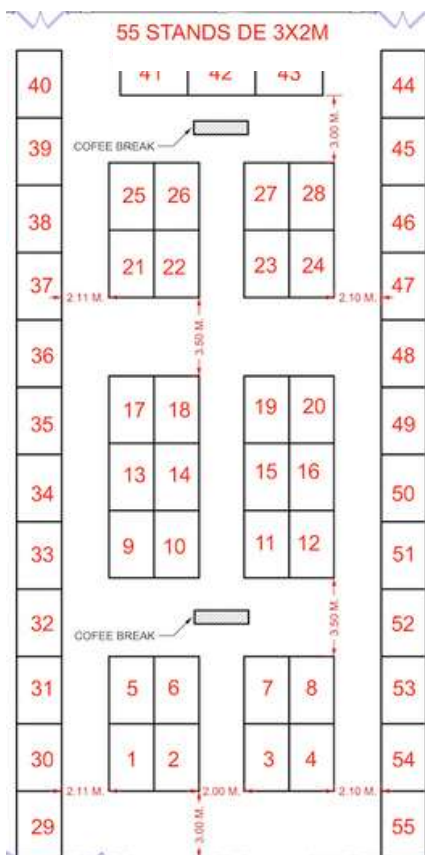 55 STANDS DE 3X2M
41 42 43
40 44
3.00 M.
39 COFEE BREAK 45
25 26 27 28
38 46
21 22 23 24
37 47
2.11 M. 2.10 M.
3.50 M.
36 48
17 18 19 20
35 49
13 14 15 16
34 50
9 10 11 12
33 51
32 3.50 M. 52
COFEE BREAK
31 5 6 7 8 53
30 1 2 3 4 54
2.11 M. 2.00 M. 2.10 M.
29 3.00 M. 55